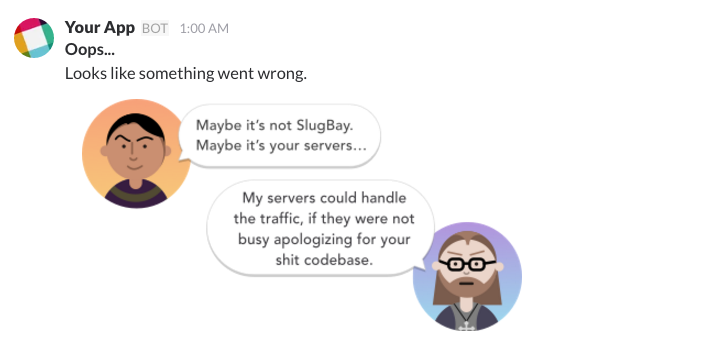 Your App BOT 1:00 AM
Oops...
Looks like something went wrong.
Maybe it's not SlugBay.
Maybe it's your servers...
My servers could handle
the traffic, if they were not
busy apologizing for your
shit codebase.